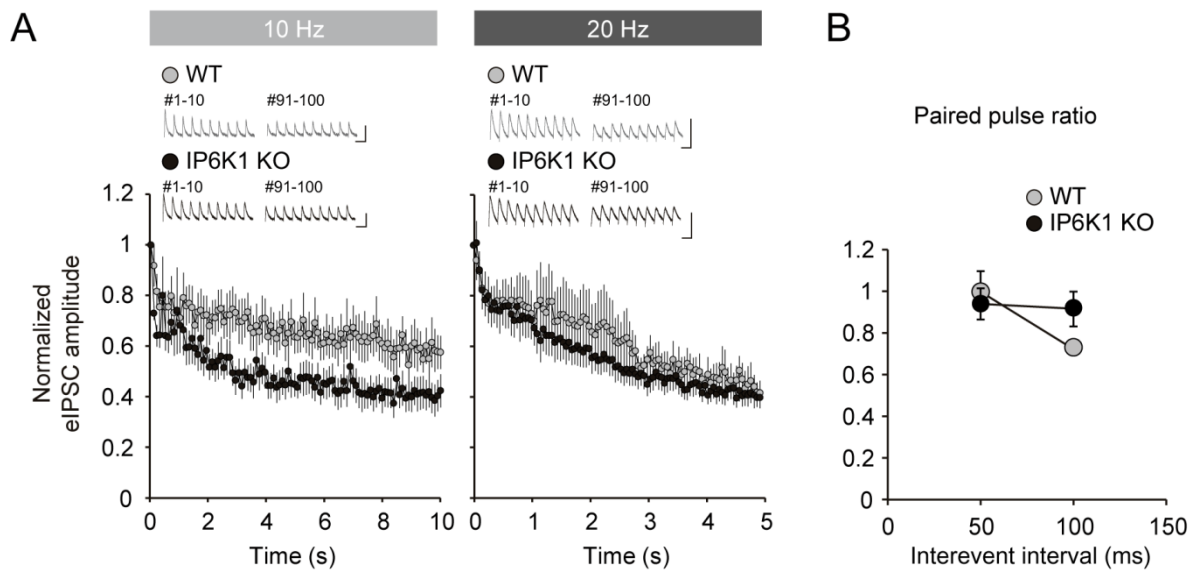 A
10 Hz
20 Hz
B
WT
#1-10 #91-100
IP6K1 KO
#1-10 #91-100
WT
#1-10 #91-100
IP6K1 KO
#1-10 #91-100
Normalized
eIPSC amplitude
1.2
1
0.8
0.6
0.4
0.2
0
0 2 4 6 8 10
Time (s)
0 1 2 3 4 5
Time (s)
Paired pulse ratio
WT
IP6K1 KO
1.2
1
0.8
0.6
0.4
0.2
0
0 50 100 150
Interevent interval (ms)